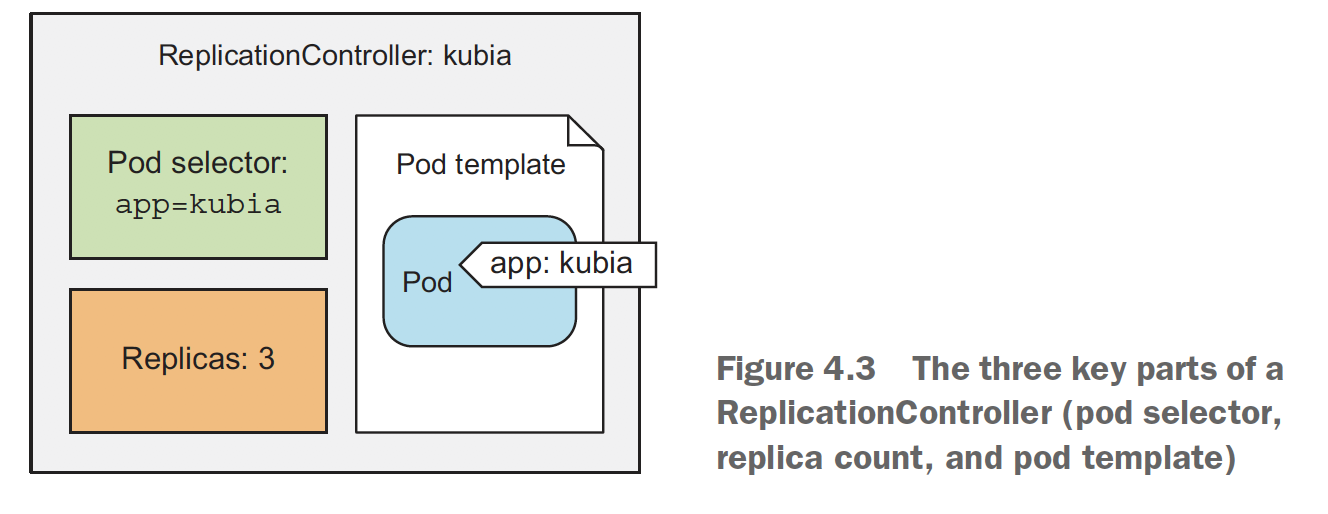 ReplicationController: kubia
Pod selector:
app=kubia
Replicas: 3
Pod template
Pod
app: kubia
Figure 4.3 The three key parts of a
ReplicationController (pod selector,
replica count, and pod template)